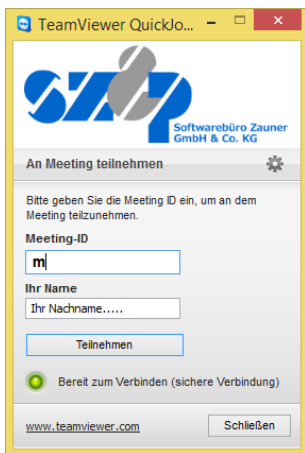 TeamViewer QuickJo...
Softwarebüro Zauner
GmbH & Co. KG
An Meeting teilnehmen
Bitte geben Sie die Meeting ID ein, um an dem
Meeting teilzunehmen.
Meeting-ID
m
Ihr Name
Ihr Nachname.....
Teilnehmen
Bereit zum Verbinden (sichere Verbindung)
www.teamviewer.com
Schließen